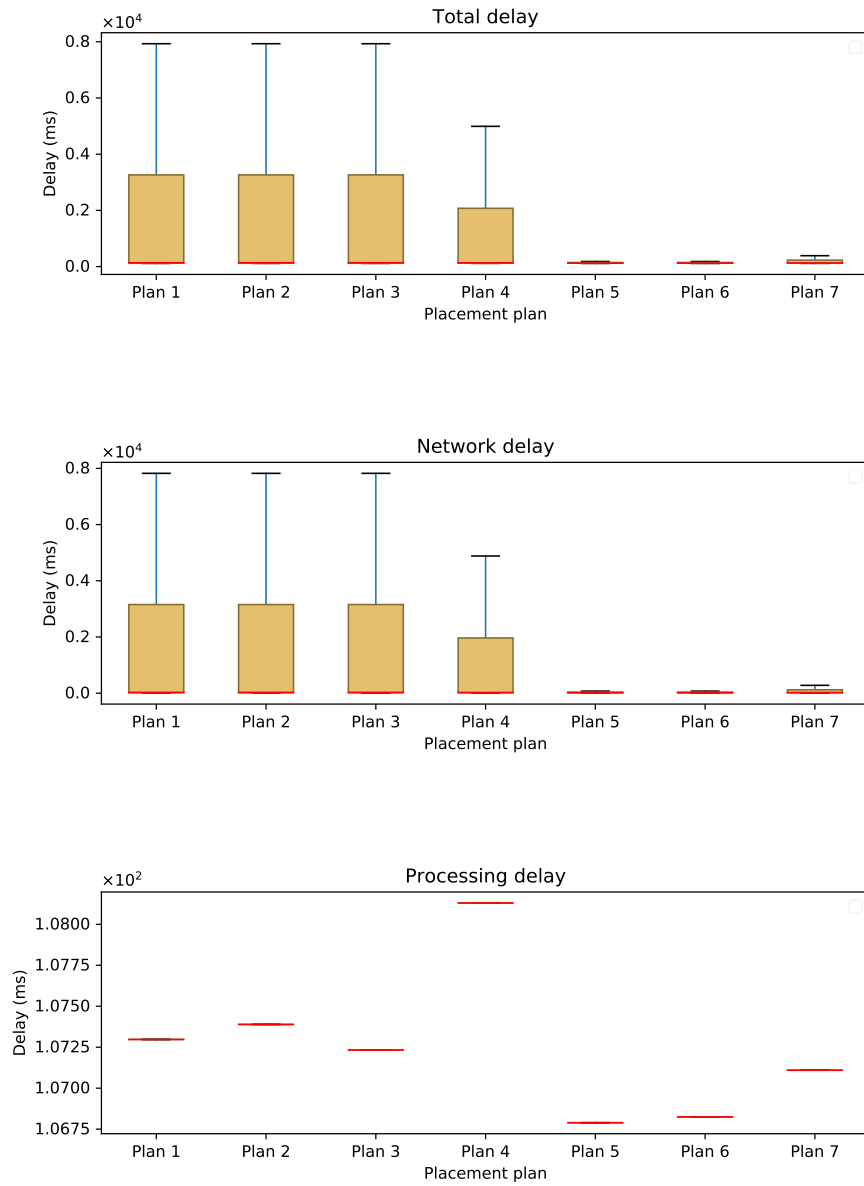 Total delay
×10⁴
Delay (ms)
0.8
0.6
0.4
0.2
0.0
Plan 1 Plan 2 Plan 3 Plan 4 Plan 5 Plan 6 Plan 7
Placement plan
Network delay
×10⁴
Delay (ms)
0.8
0.6
0.4
0.2
0.0
Plan 1 Plan 2 Plan 3 Plan 4 Plan 5 Plan 6 Plan 7
Placement plan
Processing delay
×10²
Delay (ms)
1.0800
1.0775
1.0750
1.0725
1.0700
1.0675
Plan 1 Plan 2 Plan 3 Plan 4 Plan 5 Plan 6 Plan 7
Placement plan